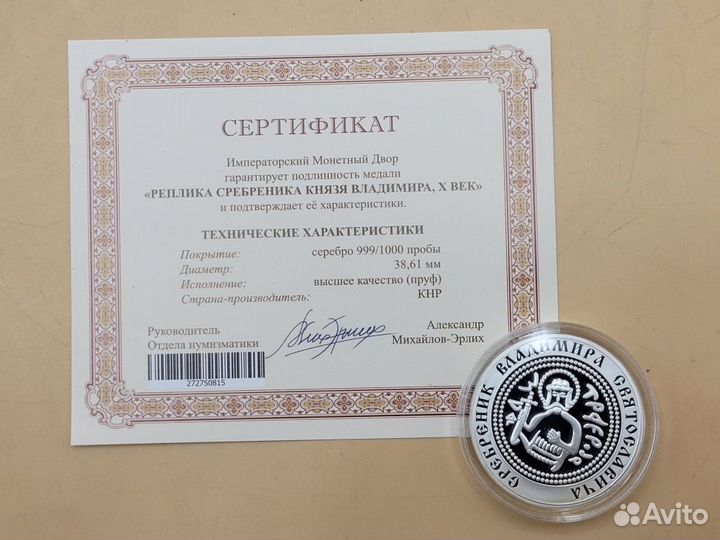 СЕРТИФИКАТ
Императорский Монетный Двор
гарантирует подлинность медали
«РЕПЛИКА СРЕБРЕНИКА КНЯЗЯ ВЛАДИМИРА, X ВЕК»
и подтверждает её характеристики.
ТЕХНИЧЕСКИЕ ХАРАКТЕРИСТИКИ
Покрытие: серебро 999/1000 пробы
Диаметр: 38,61 мм
Исполнение: высшее качество (пруф)
Страна-производитель: КНР
Руководитель
Отдела нумизматики
Александр
Михайлов-Эрлих
272750815
СРЕБРЕНИК ВЛАДИМИРА СВЯТОСЛАВИЧА
Avito